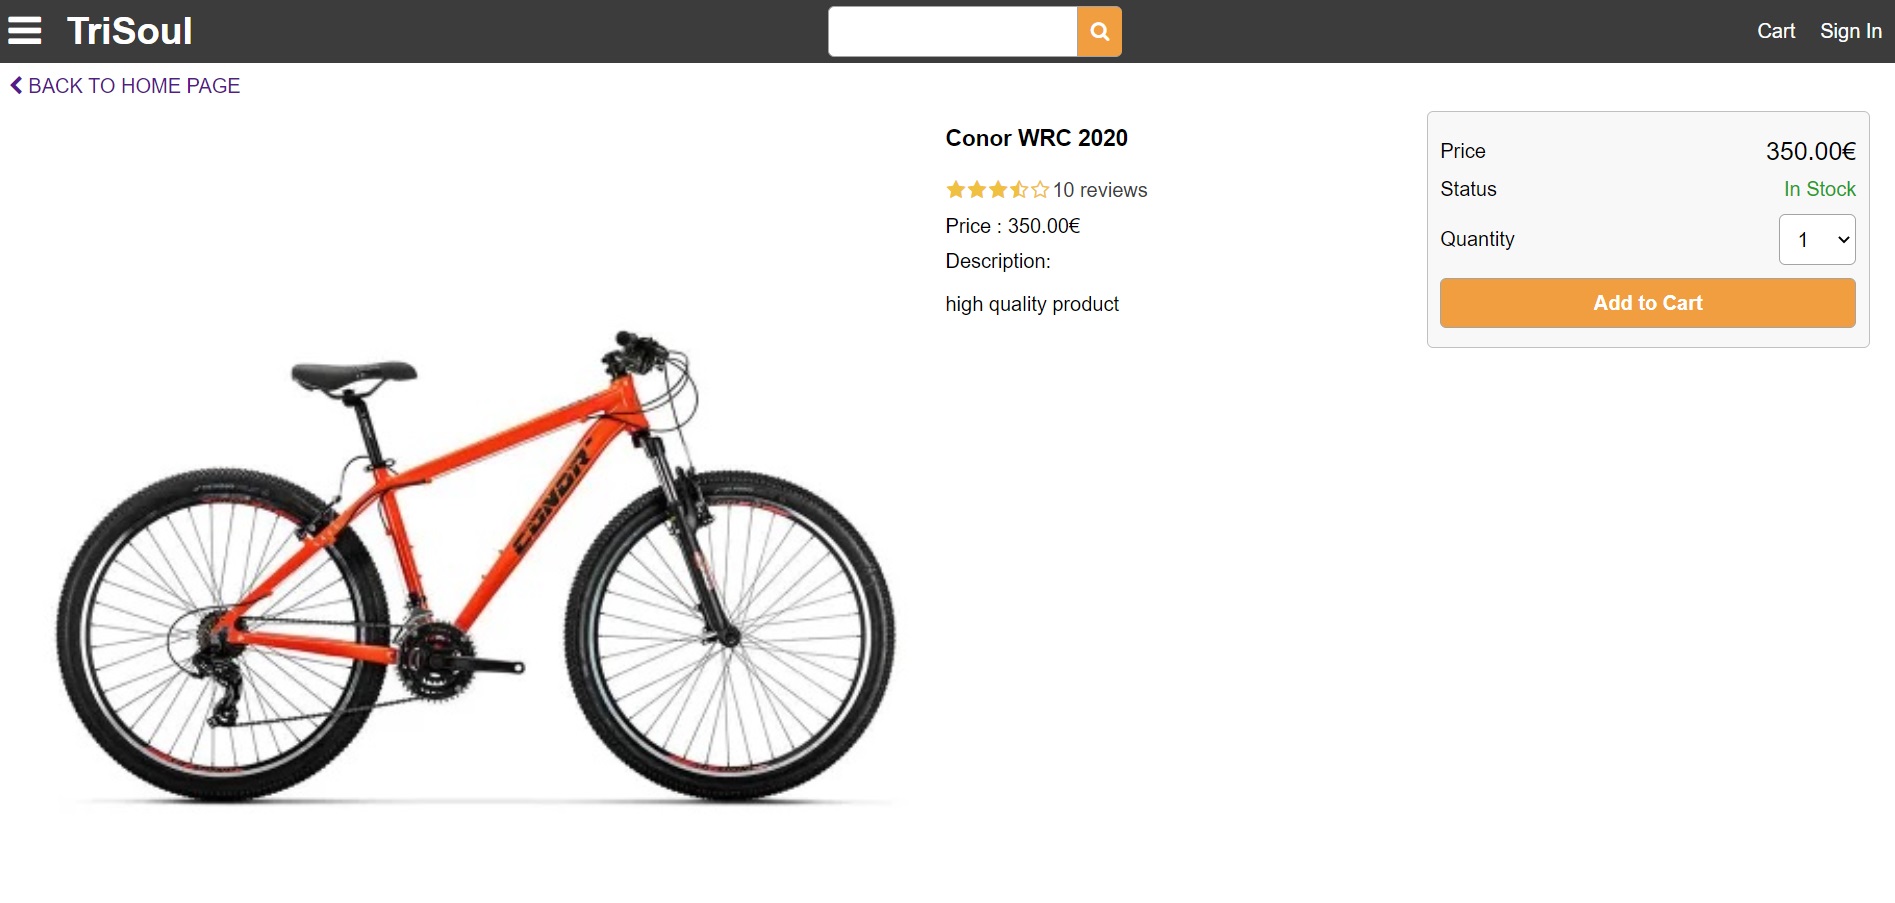 TriSoul
Cart Sign In
BACK TO HOME PAGE
Conor WRC 2020
10 reviews
Price : 350.00€
Description:
high quality product
Price 350.00€
Status In Stock
Quantity 1
Add to Cart
CONOR